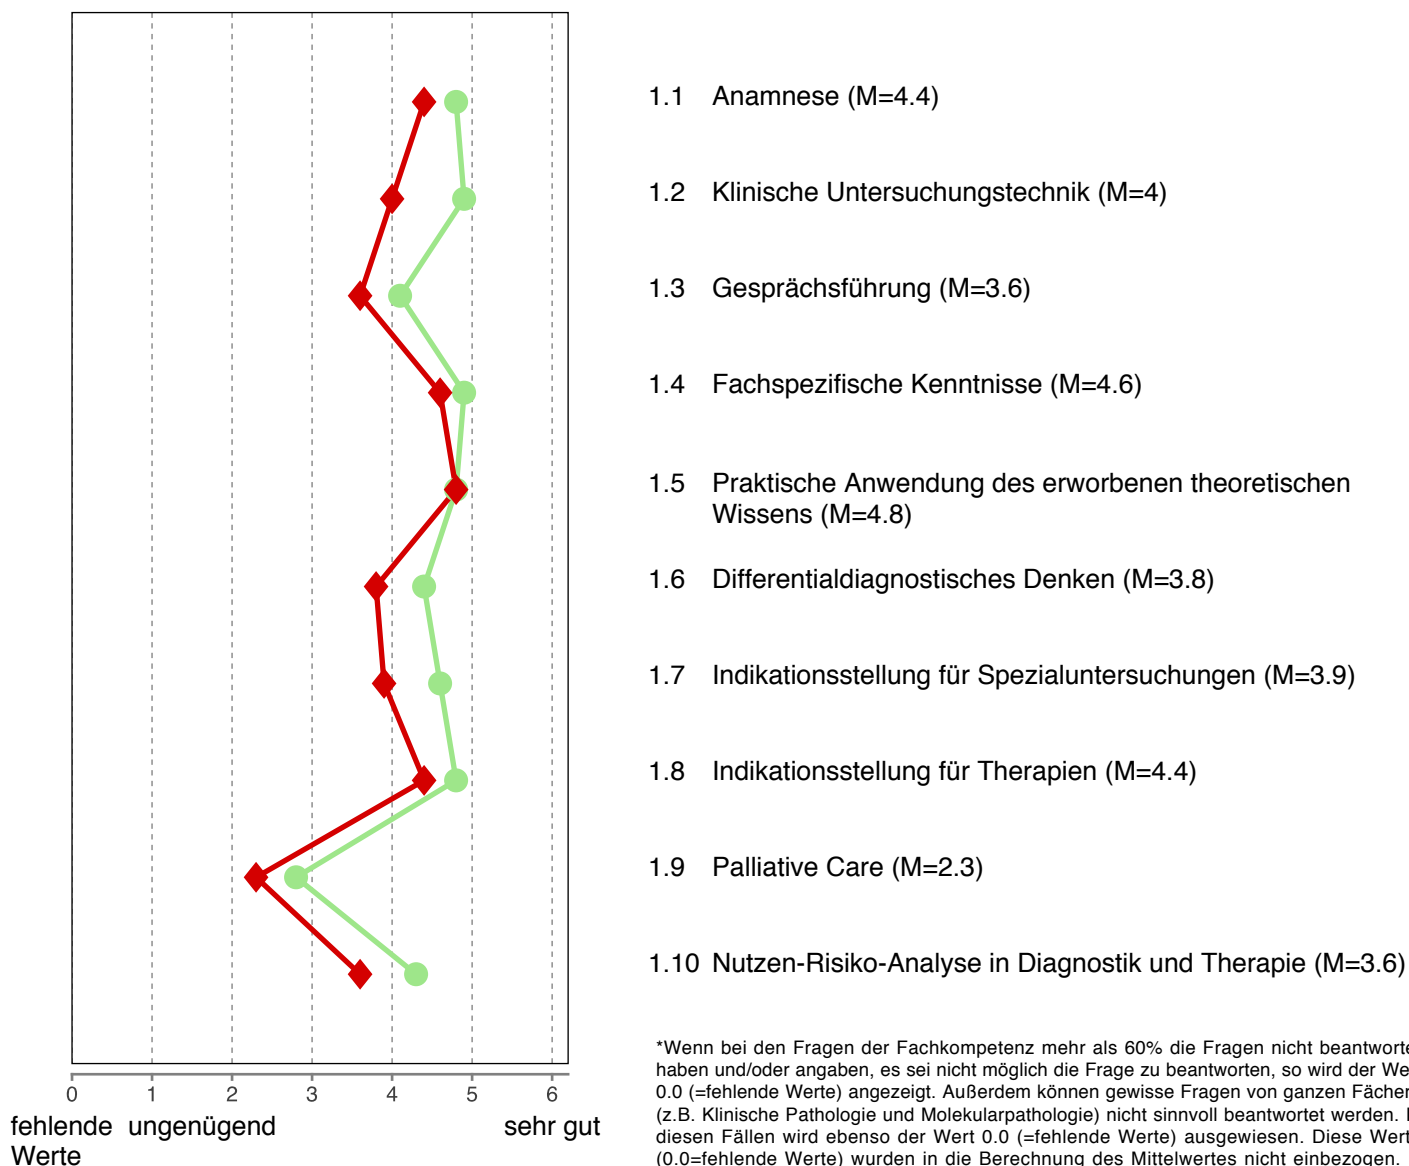 1.1 Anamnese (M=4.4)
1.2 Klinische Untersuchungstechnik (M=4)
1.3 Gesprächsführung (M=3.6)
1.4 Fachspezifische Kenntnisse (M=4.6)
1.5 Praktische Anwendung des erworbenen theoretischen
Wissens (M=4.8)
1.6 Differentialdiagnostisches Denken (M=3.8)
1.7 Indikationsstellung für Spezialuntersuchungen (M=3.9)
1.8 Indikationsstellung für Therapien (M=4.4)
1.9 Palliative Care (M=2.3)
1.10 Nutzen-Risiko-Analyse in Diagnostik und Therapie (M=3.6)
0 1 2 3 4 5 6
fehlende ungenügend sehr gut
Werte
*Wenn bei den Fragen der Fachkompetenz mehr als 60% die Fragen nicht
haben und/oder angaben, es sei nicht möglich die Frage zu beantworten, so wird der
0.0 (=fehlende Werte) angezeigt. Außerdem können gewisse Fragen von ganzen Fächer
(z.B. Klinische Pathologie und Molekularpathologie) nicht sinnvoll beantwortet werden.
diesen Fällen wird ebenso der Wert 0.0 (=fehlende Werte) ausgewiesen. Diese
(0.0=fehlende Werte) wurden in die Berechnung des Mittelwertes nicht einbezogen.